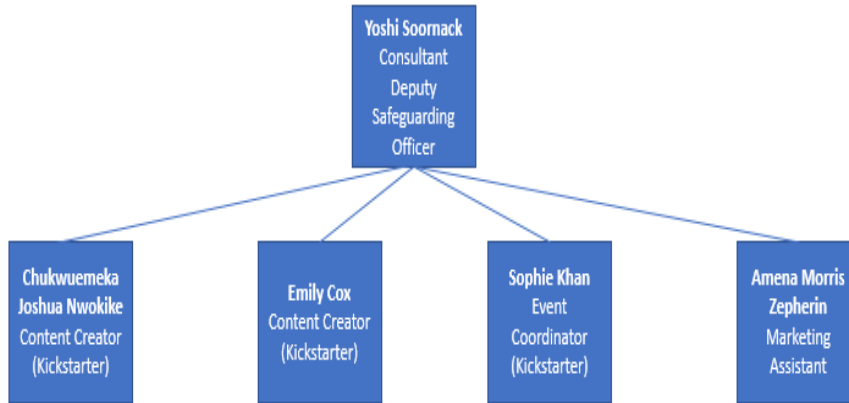 Yoshi Soornack
Consultant
Deputy
Safeguarding
Officer
Chukwuemeka
Joshua Nwokike
Content Creator
(Kickstarter)
Emily Cox
Content Creator
(Kickstarter)
Sophie Khan
Event
Coordinator
(Kickstarter)
Amena Morris
Zepherin
Marketing
Assistant